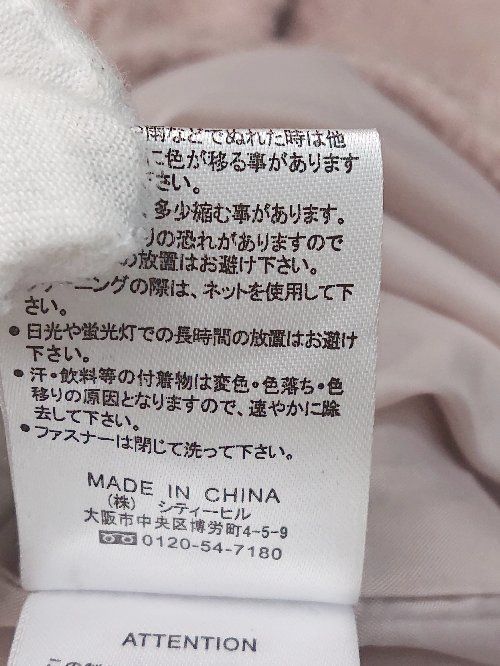 雨などでぬれた時は他
に色が移る事があります
さい。
、多少縮む事があります。
りの恐れがありますので
の放置はお避け下さい。
クリーニングの際は、ネットを使用して下
さい。
●日光や蛍光灯での長時間の放置はお避け
下さい。
●汗・飲料等の付着物は変色・色落ち・色
移りの原因となりますので、速やかに除
去して下さい。
●ファスナーは閉じて洗って下さい。
MADE IN CHINA
(株) シティーヒル
大阪市中央区博労町4-5-9
0120-54-7180
ATTENTION